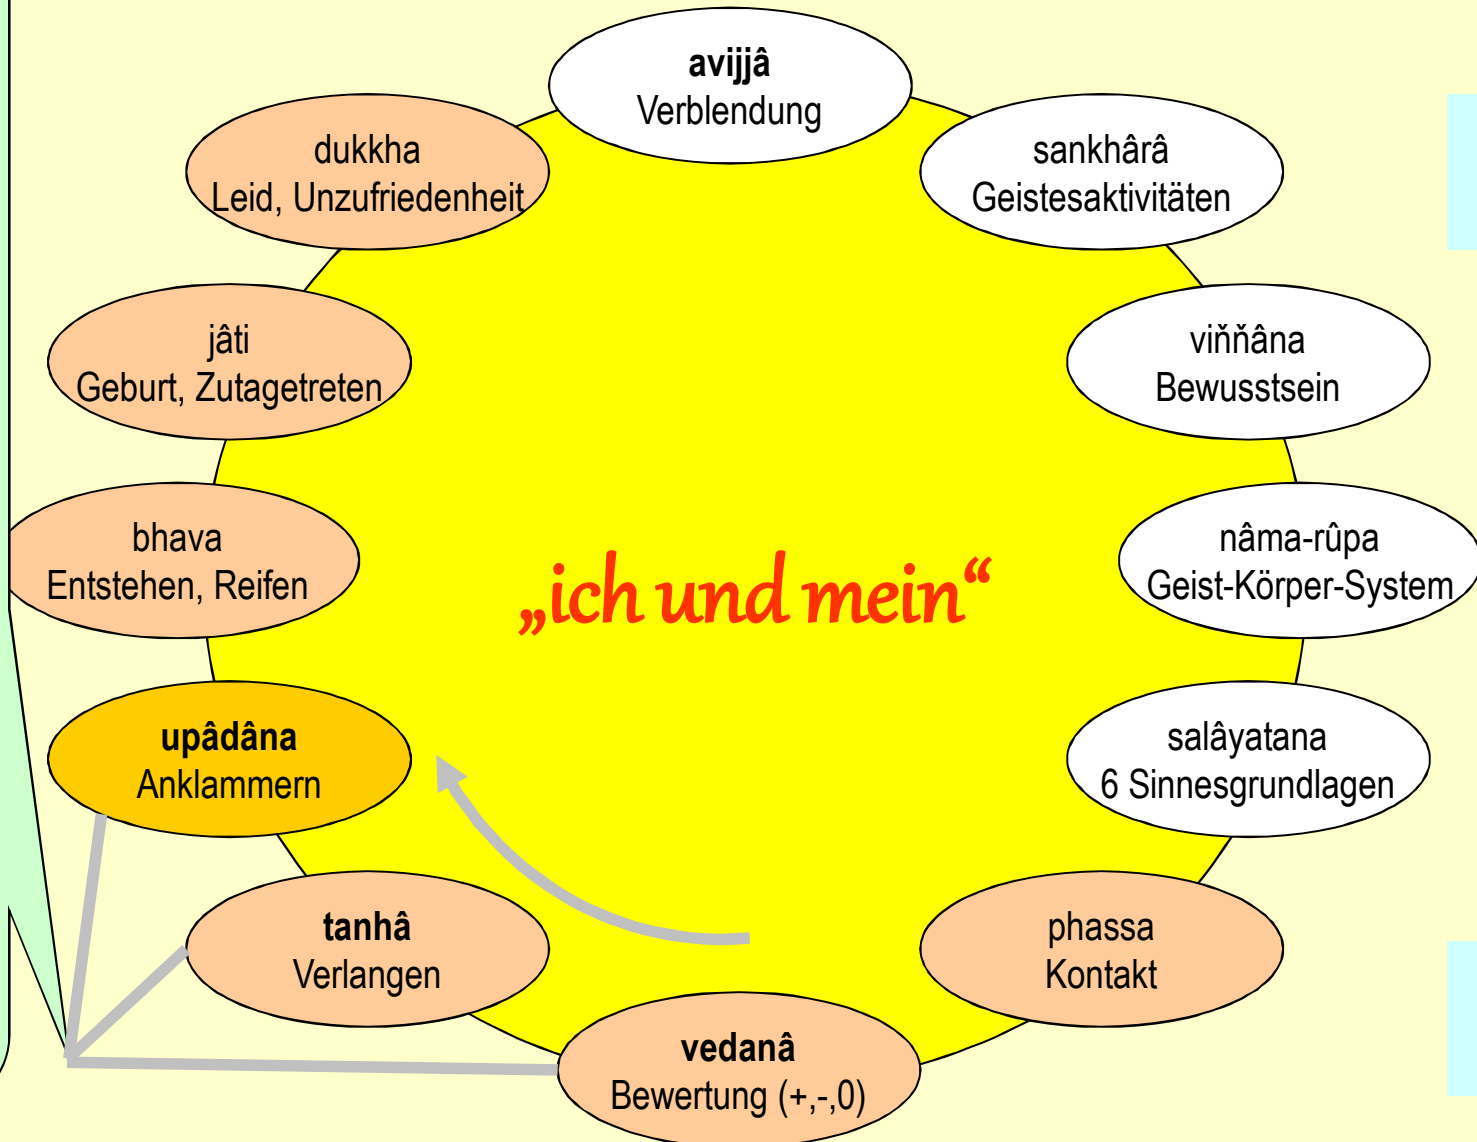 avijjâ
Verblendung
sankhârâ
Geistesaktivitäten
viňňâna
Bewusstsein
nâma-rûpa
Geist-Körper-System
salâyatana
6 Sinnesgrundlagen
phassa
Kontakt
vedanâ
Bewertung (+,-,0)
tanhâ
Verlangen
upâdâna
Anklammern
bhava
Entstehen, Reifen
jâti
Geburt, Zutagetreten
dukkha
Leid, Unzufriedenheit
„ich und mein“